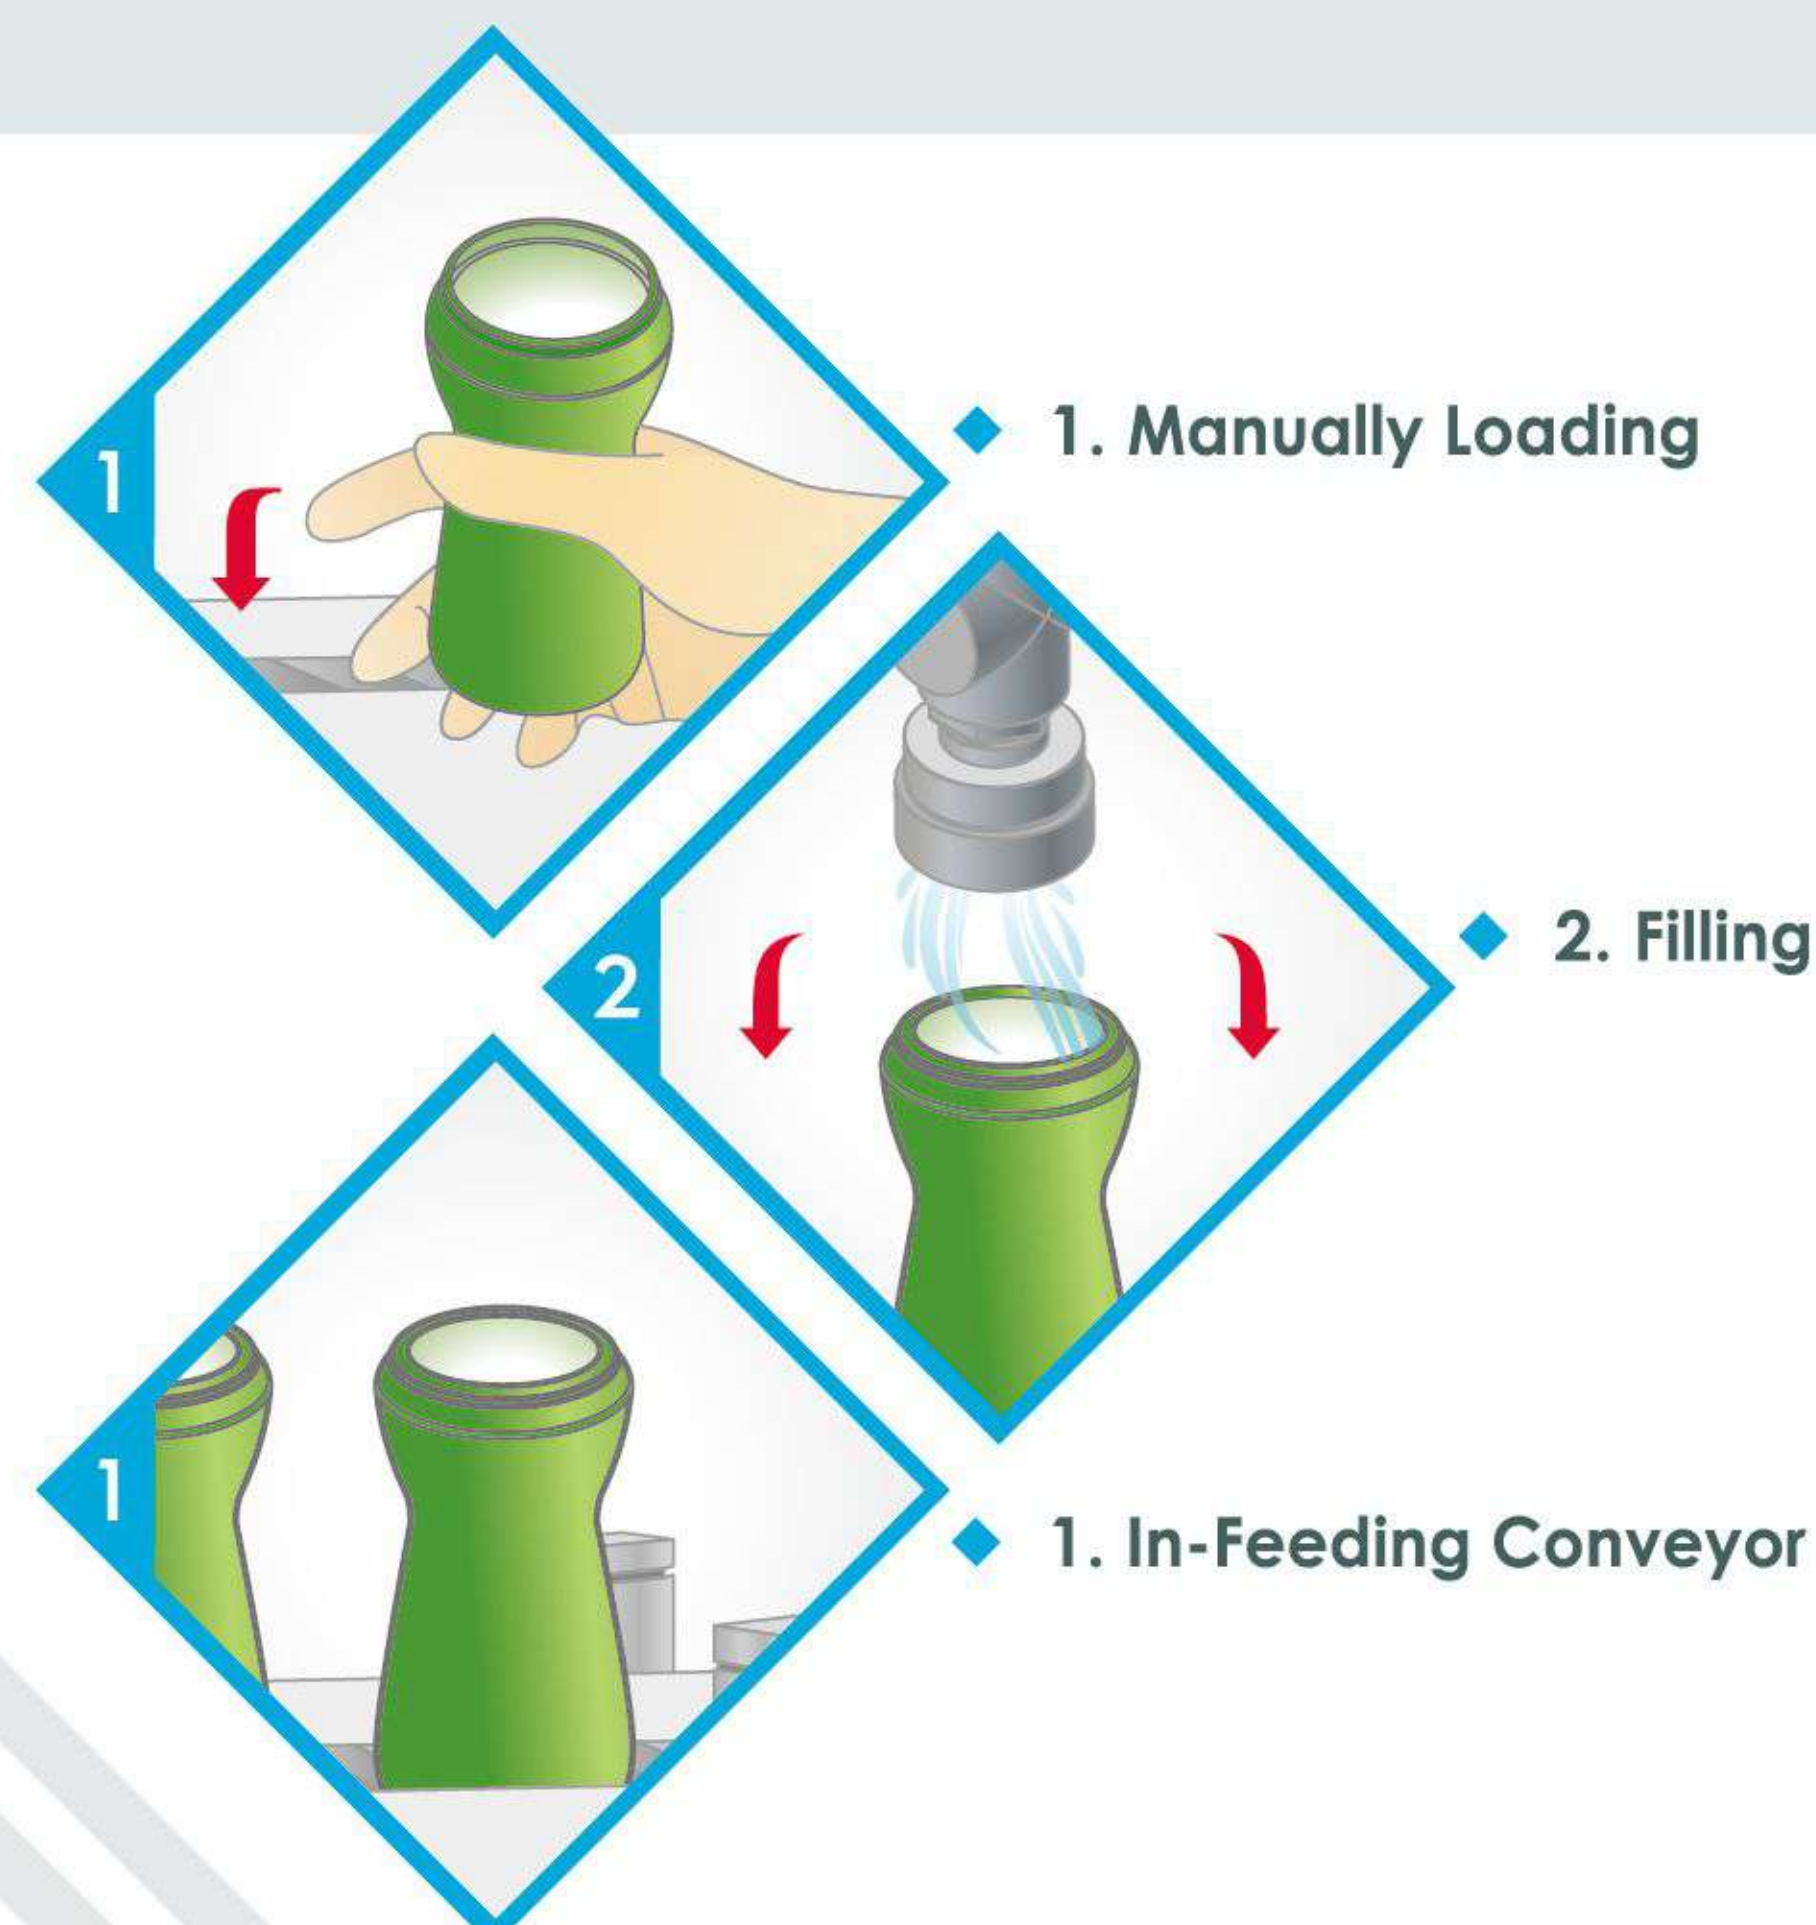 1
1. Manually Loading
2
2. Filling
1
1. In-Feeding Conveyor